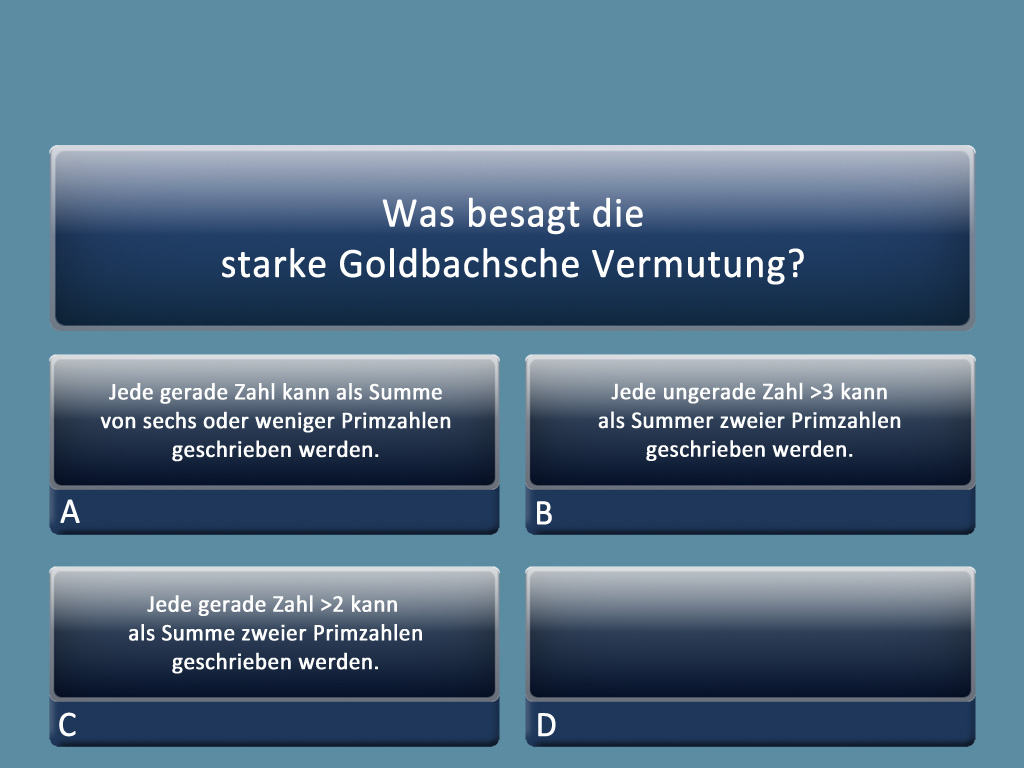 Was besagt die
starke Goldbachsche Vermutung?
Jede gerade Zahl kann als Summe
von sechs oder weniger Primzahlen
geschrieben werden.
A
Jede ungerade Zahl >3 kann
als Summer zweier Primzahlen
geschrieben werden.
B
Jede gerade Zahl >2 kann
als Summe zweier Primzahlen
geschrieben werden.
C
D